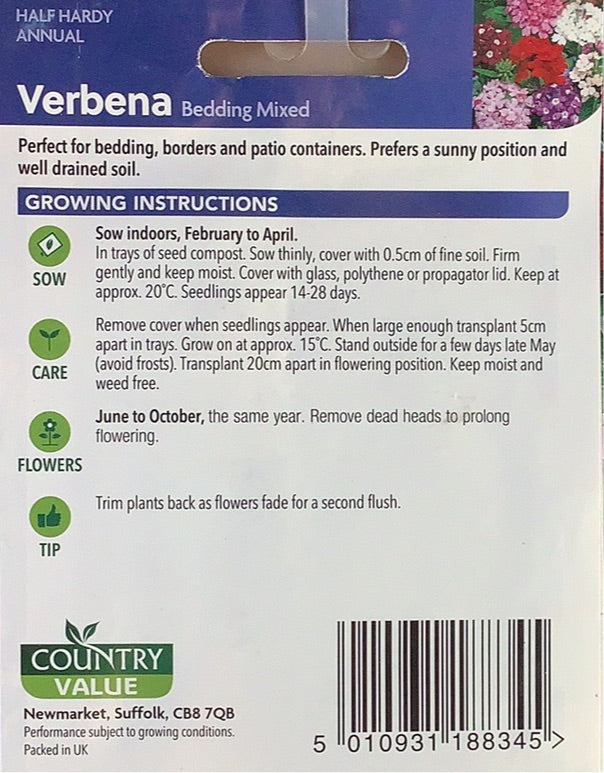 HALF HARDY
ANNUAL
Verbena Bedding Mixed
Perfect for bedding, borders and patio containers. Prefers a sunny position and
well drained soil.
GROWING INSTRUCTIONS
Sow indoors, February to April.
In trays of seed compost. Sow thinly, cover with 0.5cm of fine soil. Firm
gently and keep moist. Cover with glass, polythene or propagator lid. Keep at
approx. 20°C. Seedlings appear 14-28 days.
SOW
Remove cover when seedlings appear. When large enough transplant 5cm
apart in trays. Grow on at approx. 15°C. Stand outside for a few days late May
(avoid frosts). Transplant 20cm apart in flowering position. Keep moist and
weed free.
CARE
June to October, the same year. Remove dead heads to prolong
flowering.
FLOWERS
Trim plants back as flowers fade for a second flush.
TIP
COUNTRY
VALUE
Newmarket, Suffolk, CB8 7QB
Performance subject to growing conditions.
Packed in UK
5 010931 188345 >